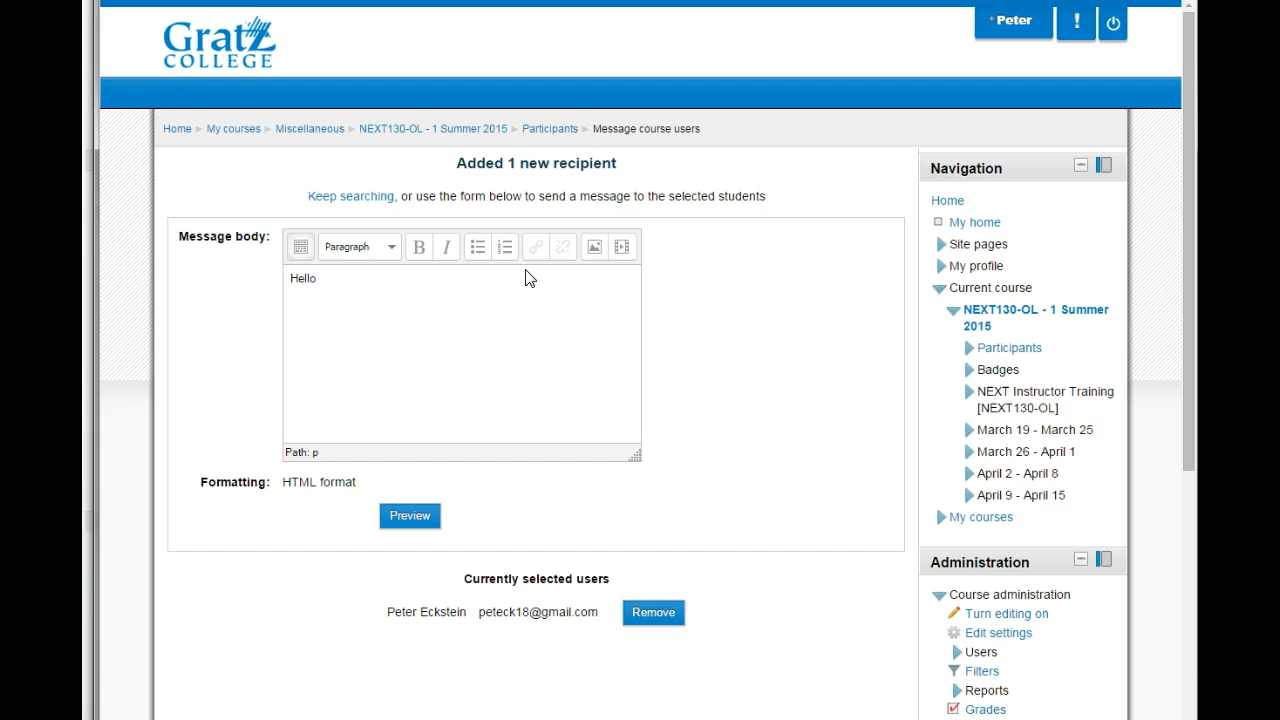 Gratz
COLLEGE
* Peter
!
Home My courses Miscellaneous NEXT130-OL - 1 Summer 2015 Participants Message course users
Added 1 new recipient
Keep searching, or use the form below to send a message to the selected students
Message body:
Paragraph B I
Hello
Path: p
Formatting: HTML format
Preview
Currently selected users
Peter Eckstein peteck18@gmail.com Remove
Navigation
Home
My home
Site pages
My profile
Current course
NEXT130-OL - 1 Summer
2015
Participants
Badges
NEXT Instructor Training
[NEXT130-OL]
March 19 - March 25
March 26 - April 1
April 2 - April 8
April 9 - April 15
My courses
Administration
Course administration
Turn editing on
Edit settings
Users
Filters
Reports
Grades